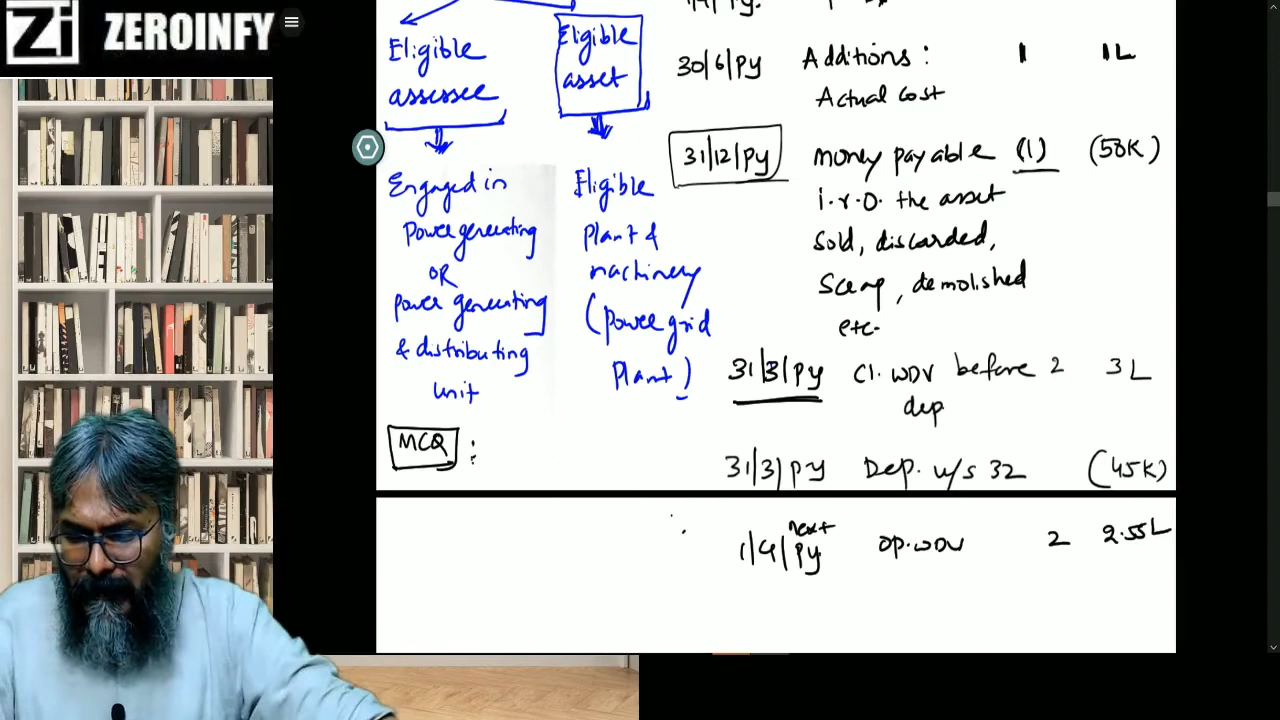 Zi ZEROINFY
Eligible
assessee
Engaged in
Power generating
OR
Power generating
& distributing
Unit
MCQ :
Eligible
asset
Eligible
Plant &
machinery
(Power grid
Plant)
30/6/Py Additions : 1 1L
Actual Cost
31/12/Py Money payable (1) (50K)
i.r.o. the asset
Sold, discarded,
Scrap, demolished
etc.
31/3/Py Cl. WDV before 2 3L
dep
31/3/Py Dep. u/s 32 (45K)
∴ 1/4/ next Py Op. WDV 2 2.55L